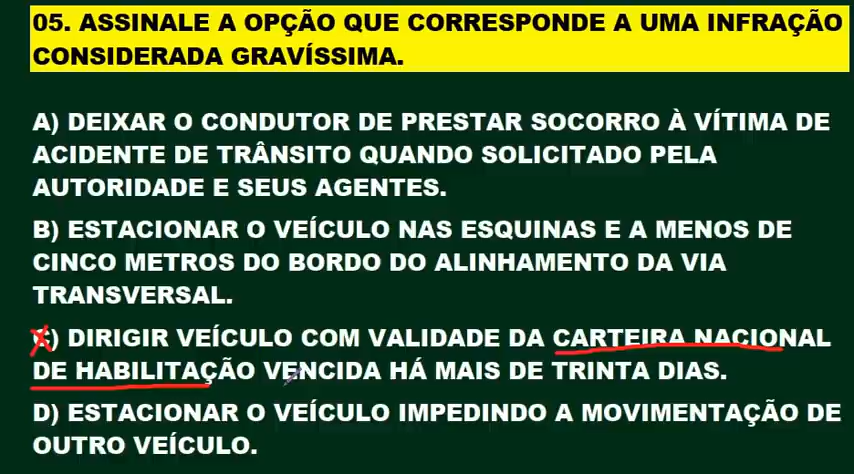 05. ASSINALE A OPÇÃO QUE CORRESPONDE A UMA INFRAÇÃO
CONSIDERADA GRAVÍSSIMA.
A) DEIXAR O CONDUTOR DE PRESTAR SOCORRO À VÍTIMA DE
ACIDENTE DE TRÂNSITO QUANDO SOLICITADO PELA
AUTORIDADE E SEUS AGENTES.
B) ESTACIONAR O VEÍCULO NAS ESQUINAS E A MENOS DE
CINCO METROS DO BORDO DO ALINHAMENTO DA VIA
TRANSVERSAL.
C) DIRIGIR VEÍCULO COM VALIDADE DA CARTEIRA NACIONAL
DE HABILITAÇÃO VENCIDA HÁ MAIS DE TRINTA DIAS.
D) ESTACIONAR O VEÍCULO IMPEDINDO A MOVIMENTAÇÃO DE
OUTRO VEÍCULO.